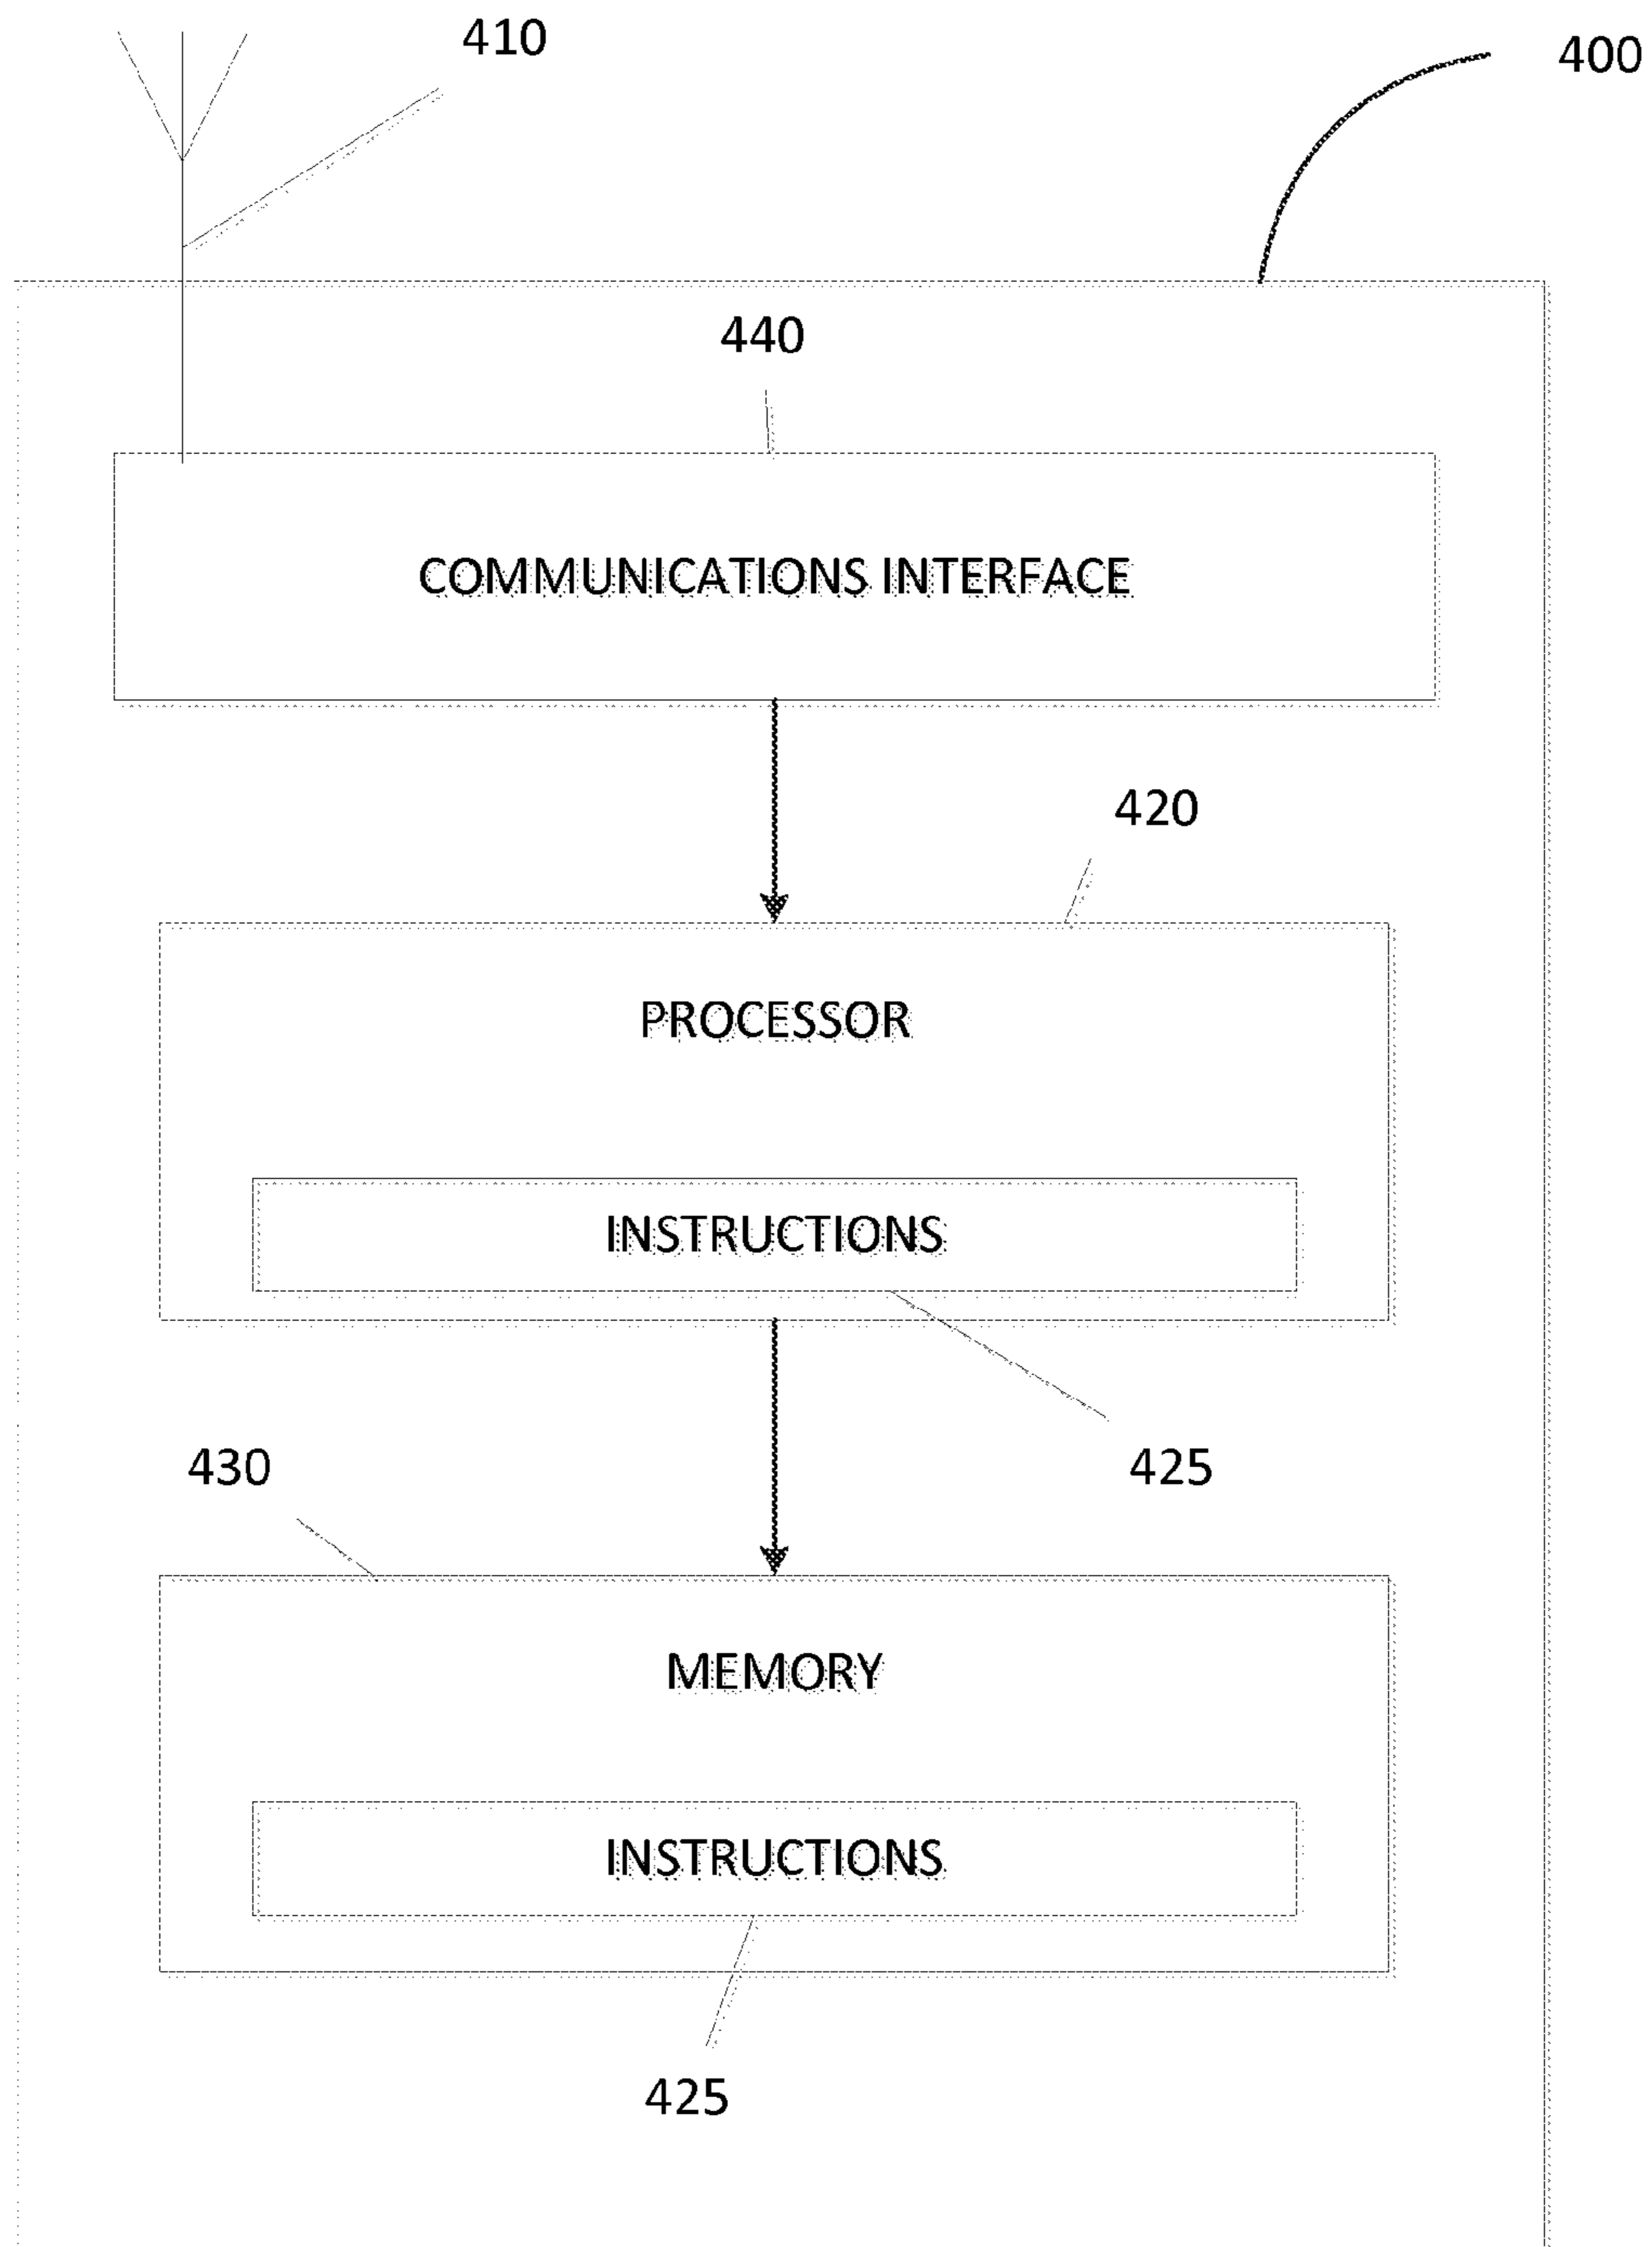 410
400
440
COMMUNICATIONS INTERFACE
420
PROCESSOR
INSTRUCTIONS
430
425
MEMORY
INSTRUCTIONS
425